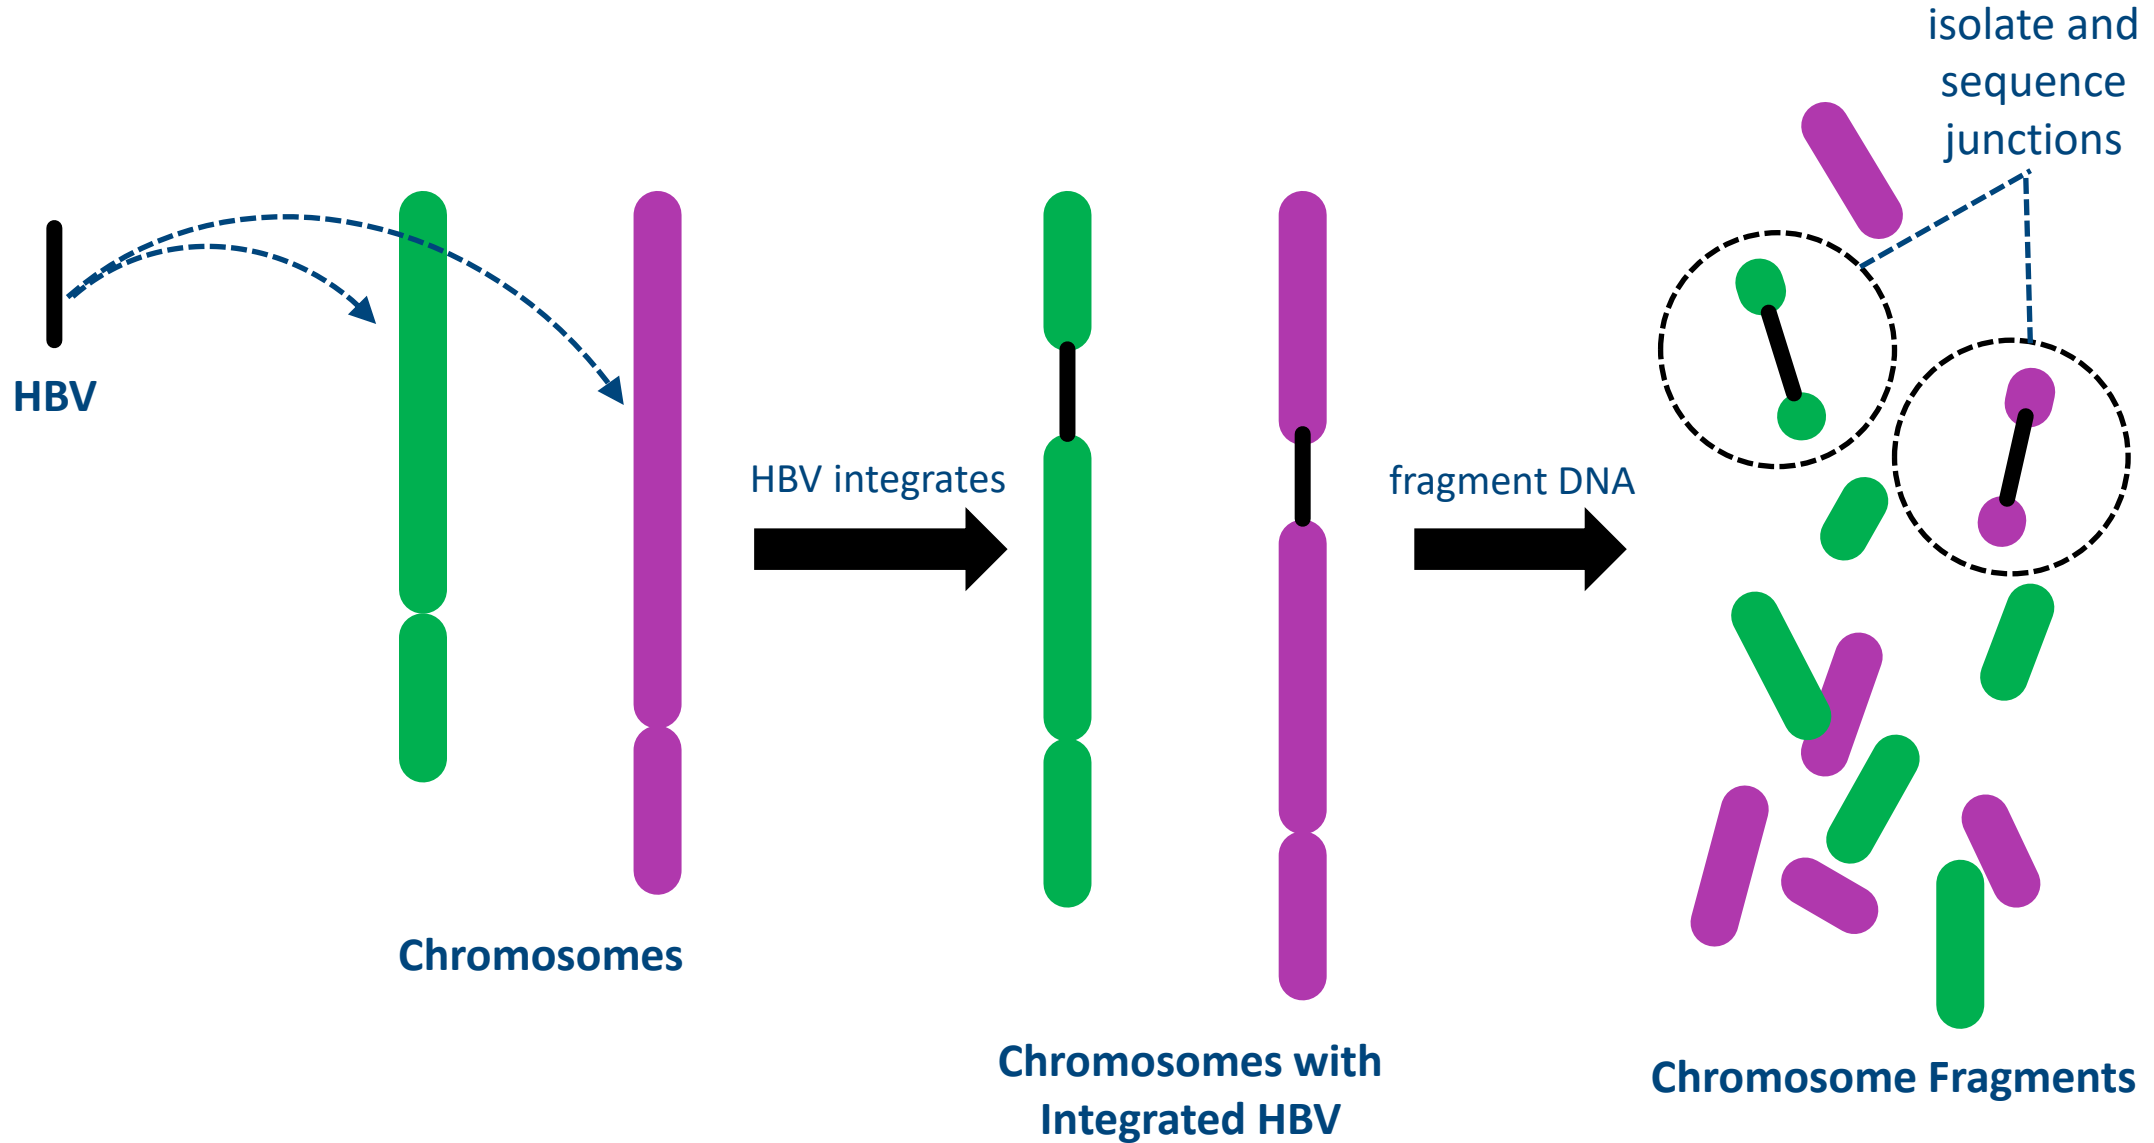 HBV
Chromosomes
HBV integrates
Chromosomes with
Integrated HBV
fragment DNA
isolate and
sequence
junctions
Chromosome Fragments